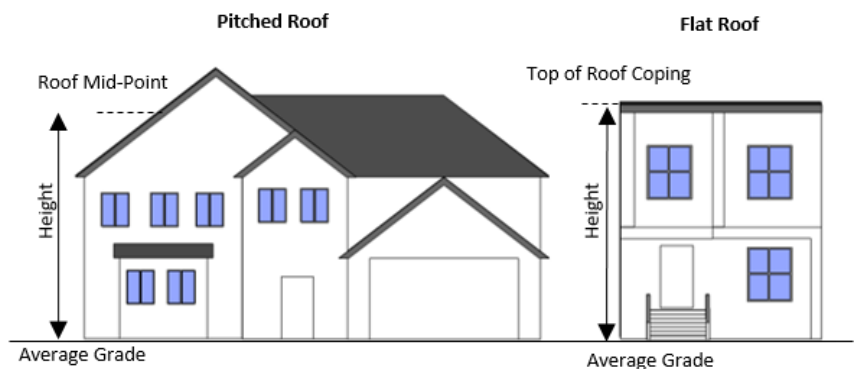 Pitched Roof
Flat Roof
Roof Mid-Point
Top of Roof Coping
Height
Height
Average Grade
Average Grade